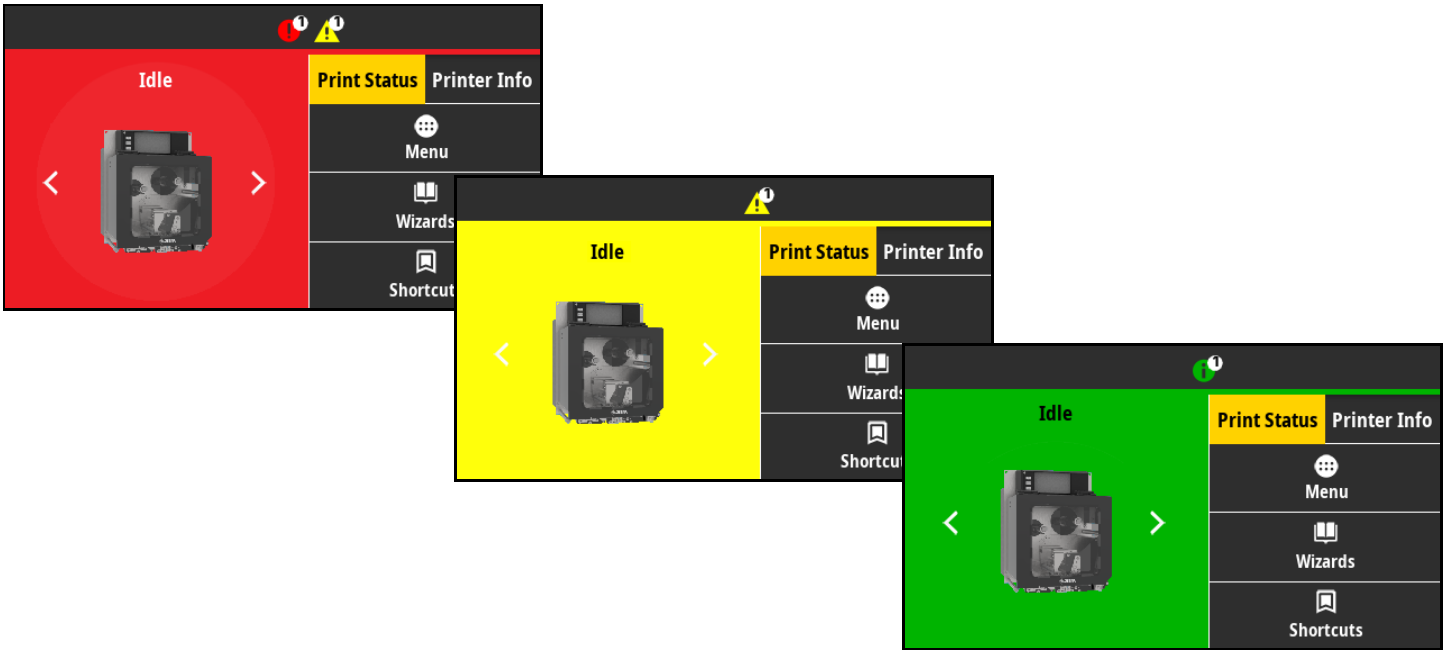 1 1
Idle
Print Status Printer Info
Menu
Wizards
Shortcut
1
Idle
Print Status Printer Info
Menu
Wizards
Shortcu
1
Idle
Print Status Printer Info
Menu
Wizards
Shortcuts